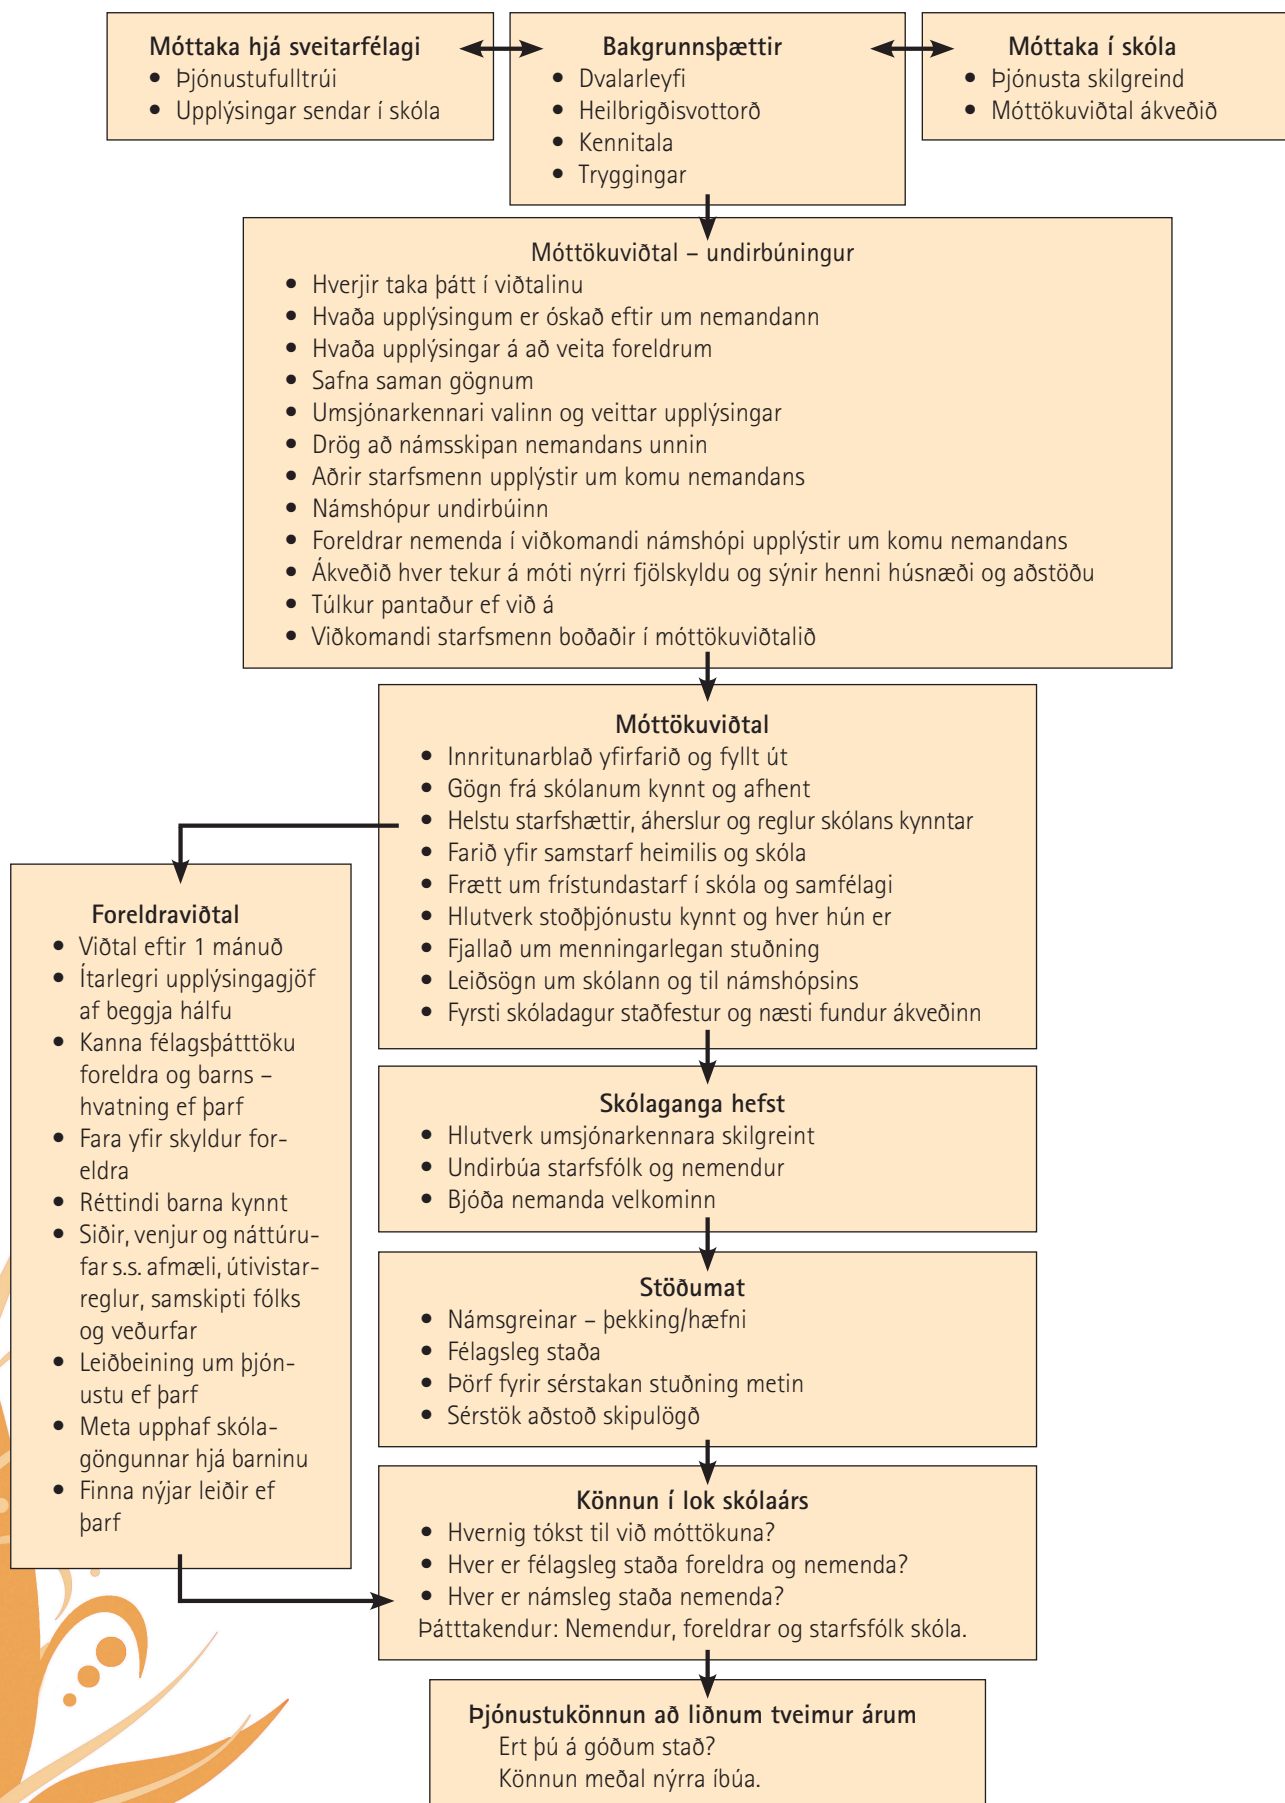 Móttaka hjá sveitarfélagi
• Þjónustufulltrúi
• Upplýsingar sendar í skóla
Bakgrunnsþættir
• Dvalarleyfi
• Heilbrigðisvottorð
• Kennitala
• Tryggingar
Móttaka í skóla
• Þjónusta skilgreind
• Móttökuviðtal ákveðið
Móttökuviðtal – undirbúningur
• Hverjir taka þátt í viðtalinu
• Hvaða upplýsingum er óskað eftir um nemandann
• Hvaða upplýsingar á að veita foreldrum
• Safna saman gögnum
• Umsjónarkennari valinn og veittar upplýsingar
• Drög að námsskipan nemandans unnin
• Aðrir starfsmenn upplýstir um komu nemandans
• Námshópur undirbúinn
• Foreldrar nemenda í viðkomandi námshópi upplýstir um komu nemandans
• Ákveðið hver tekur á móti nýrri fjölskyldu og sýnir henni húsnæði og aðstöðu
• Túlkur pantaður ef við á
• Viðkomandi starfsmenn boðaðir í móttökuviðtalið
Móttökuviðtal
• Innritunarblað yfirfarið og fyllt út
• Gögn frá skólanum kynnt og afhent
• Helstu starfshættir, áherslur og reglur skólans kynntar
• Farið yfir samstarf heimilis og skóla
• Frætt um frístundastarf í skóla og samfélagi
• Hlutverk stoðþjónustu kynnt og hver hún er
• Fjallað um menningarlegan stuðning
• Leiðsögn um skólann og til námshópsins
• Fyrsti skóladagur staðfestur og næsti fundur ákveðinn
Foreldraviðtal
• Viðtal eftir 1 mánuð
• Ítarlegri upplýsingagjöf
af beggja hálfu
• Kanna félagsþátttöku
foreldra og barns –
hvatning ef þarf
• Fara yfir skyldur for-
eldra
• Réttindi barna kynnt
• Siðir, venjur og náttúru-
far s.s. afmæli, útivistar-
reglur, samskipti fólks
og veðurfar
• Leiðbeining um þjón-
ustu ef þarf
• Meta upphaf skóla-
göngunnar hjá barninu
• Finna nýjar leiðir ef
þarf
Skólaganga hefst
• Hlutverk umsjónarkennara skilgreint
• Undirbúa starfsfólk og nemendur
• Bjóða nemanda velkominn
Stöðumat
• Námsgreinar – þekking/hæfni
• Félagsleg staða
• Þörf fyrir sérstakan stuðning metin
• Sérstök aðstoð skipulögð
Könnun í lok skólaárs
• Hvernig tókst til við móttökuna?
• Hver er félagsleg staða foreldra og nemenda?
• Hver er námsleg staða nemenda?
Þátttakendur: Nemendur, foreldrar og starfsfólk skóla.
Þjónustukönnun að liðnum tveimur árum
Ert þú á góðum stað?
Könnun meðal nýrra íbúa.